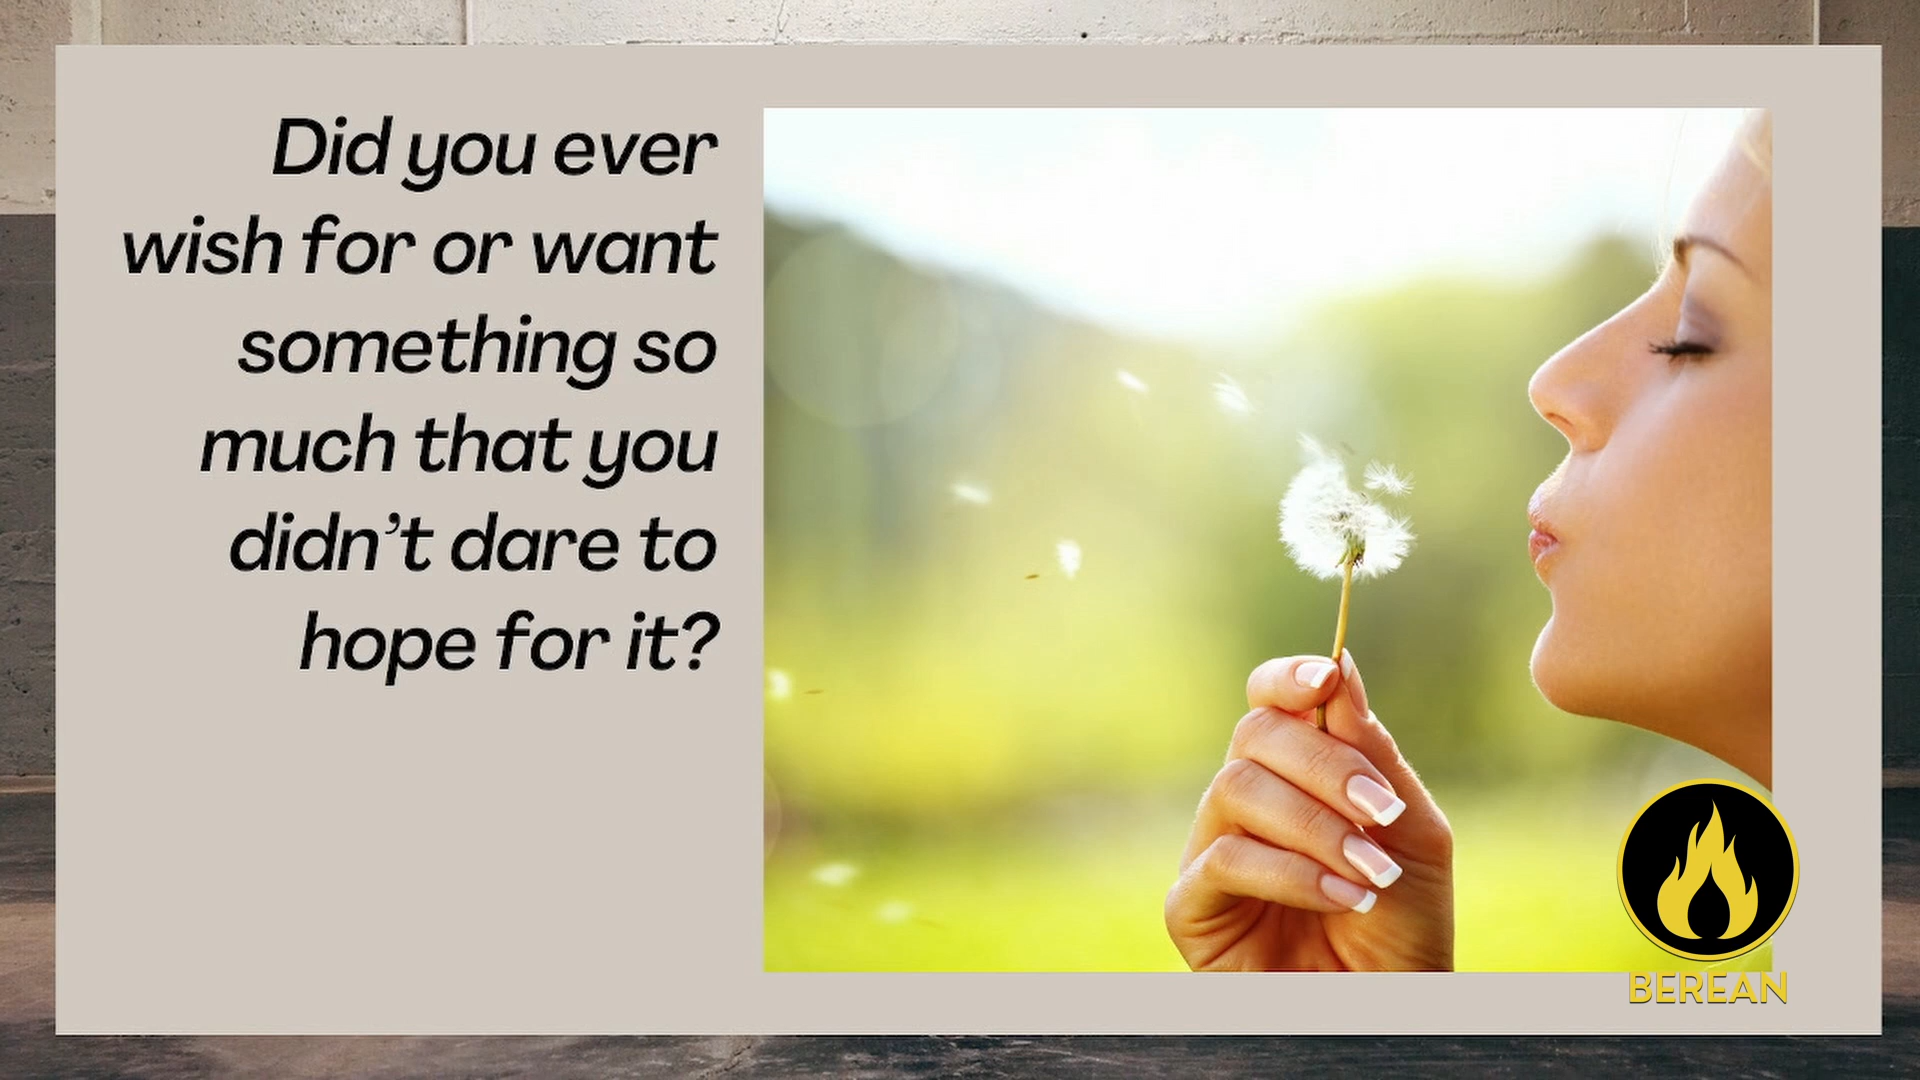 Did you ever
wish for or want
something so
much that you
didn’t dare to
hope for it?
BEREAN